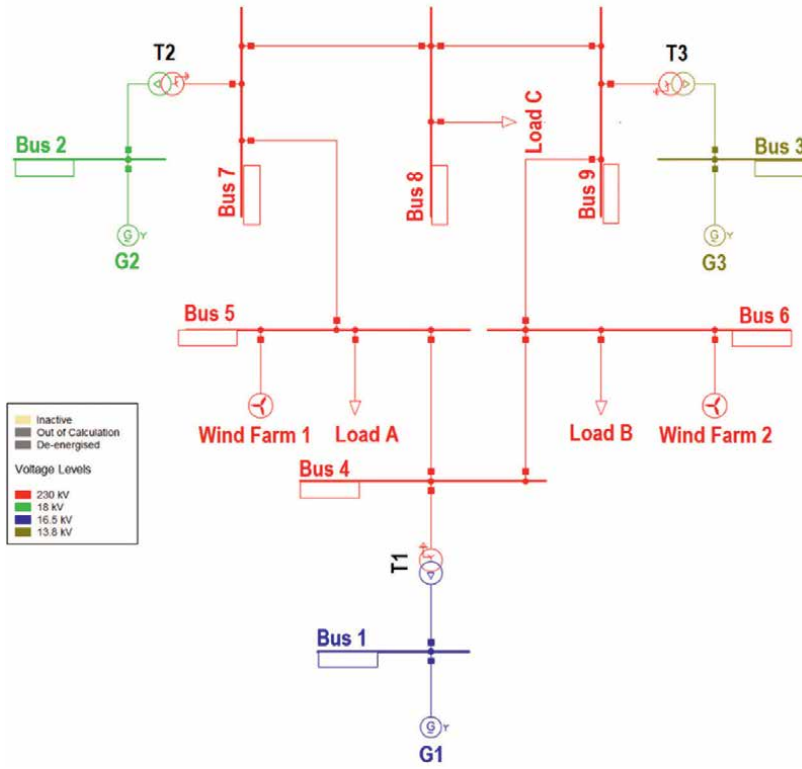 T2
T3
Load C
Bus 2
Bus 3
Bus 7
Bus 8
Bus 9
G Y
G2
G Y
G3
Bus 5
Bus 6
Wind Farm 1
Load A
Load B
Wind Farm 2
Inactive
Out of Calculation
De-energised
Voltage Levels
230 kV
18 kV
16.5 kV
13.8 kV
Bus 4
T1
Bus 1
G Y
G1